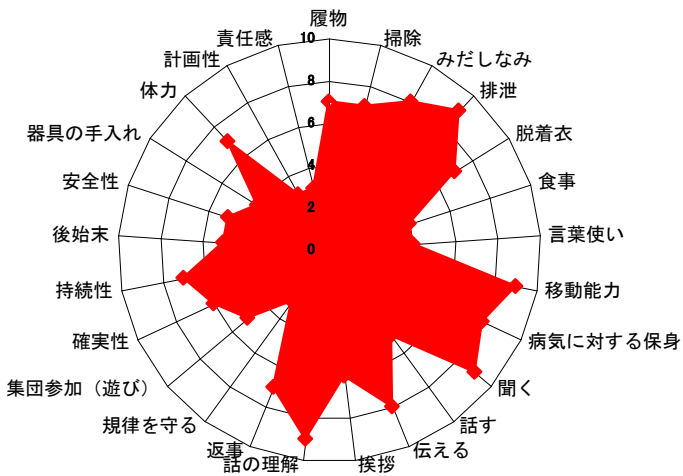 履物
掃除
みだしなみ
排泄
脱着衣
食事
言葉使い
移動能力
病気に対する保身
聞く
話す
伝える
挨拶
話の理解
返事
規律を守る
集団参加（遊び）
確実性
持続性
後始末
安全性
器具の手入れ
体力
計画性
責任感
10
8
6
4
2
0